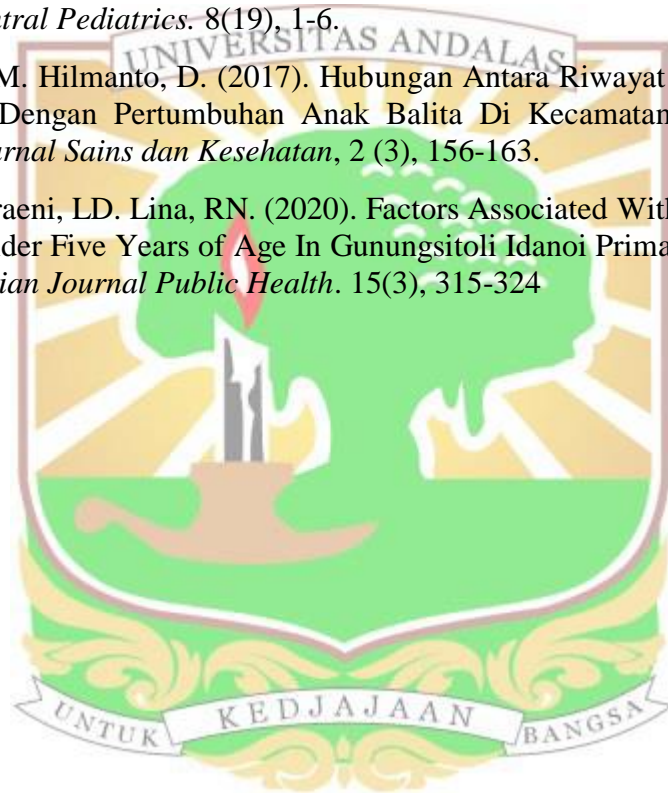 ntral Pediatrics. 8(19), 1-6.
UNIVERSITAS ANDALAS
M. Hilmanto, D. (2017). Hubungan Antara Riwayat
Dengan Pertumbuhan Anak Balita Di Kecamatan
rnal Sains dan Kesehatan, 2 (3), 156-163.
raeni, LD. Lina, RN. (2020). Factors Associated With
der Five Years of Age In Gunungsitoli Idanoi Prima
ian Journal Public Health. 15(3), 315-324
UNTUK KEDJAJAAN BANGSA